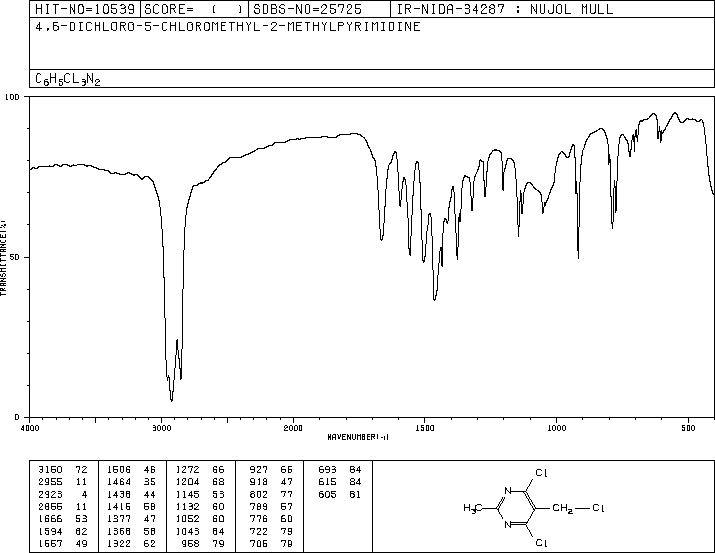 HIT-NO=10539 SCORE= ( ) SDBS-NO=25725 IR-NIDA-34287 : NUJOL MULL
4,6-DICHLORO-5-CHLOROMETHYL-2-METHYLPYRIMIDINE
C6H5CL3N2
100
50
0
TRANSMITTANCE(%)
4000 3000 2000 1500 1000 500
WAVENUMBER(-1)
3160 72 1506 46 1272 66 927 66 693 84
2955 11 1464 35 1204 68 918 47 615 84
2923 4 1438 44 1145 53 802 77 605 81
2855 11 1416 58 1132 60 789 57
1666 53 1377 47 1052 60 776 60
1594 62 1368 58 1043 64 722 79
1557 49 1322 62 958 79 706 79
Cl
N
H3C CH2 Cl
N
Cl